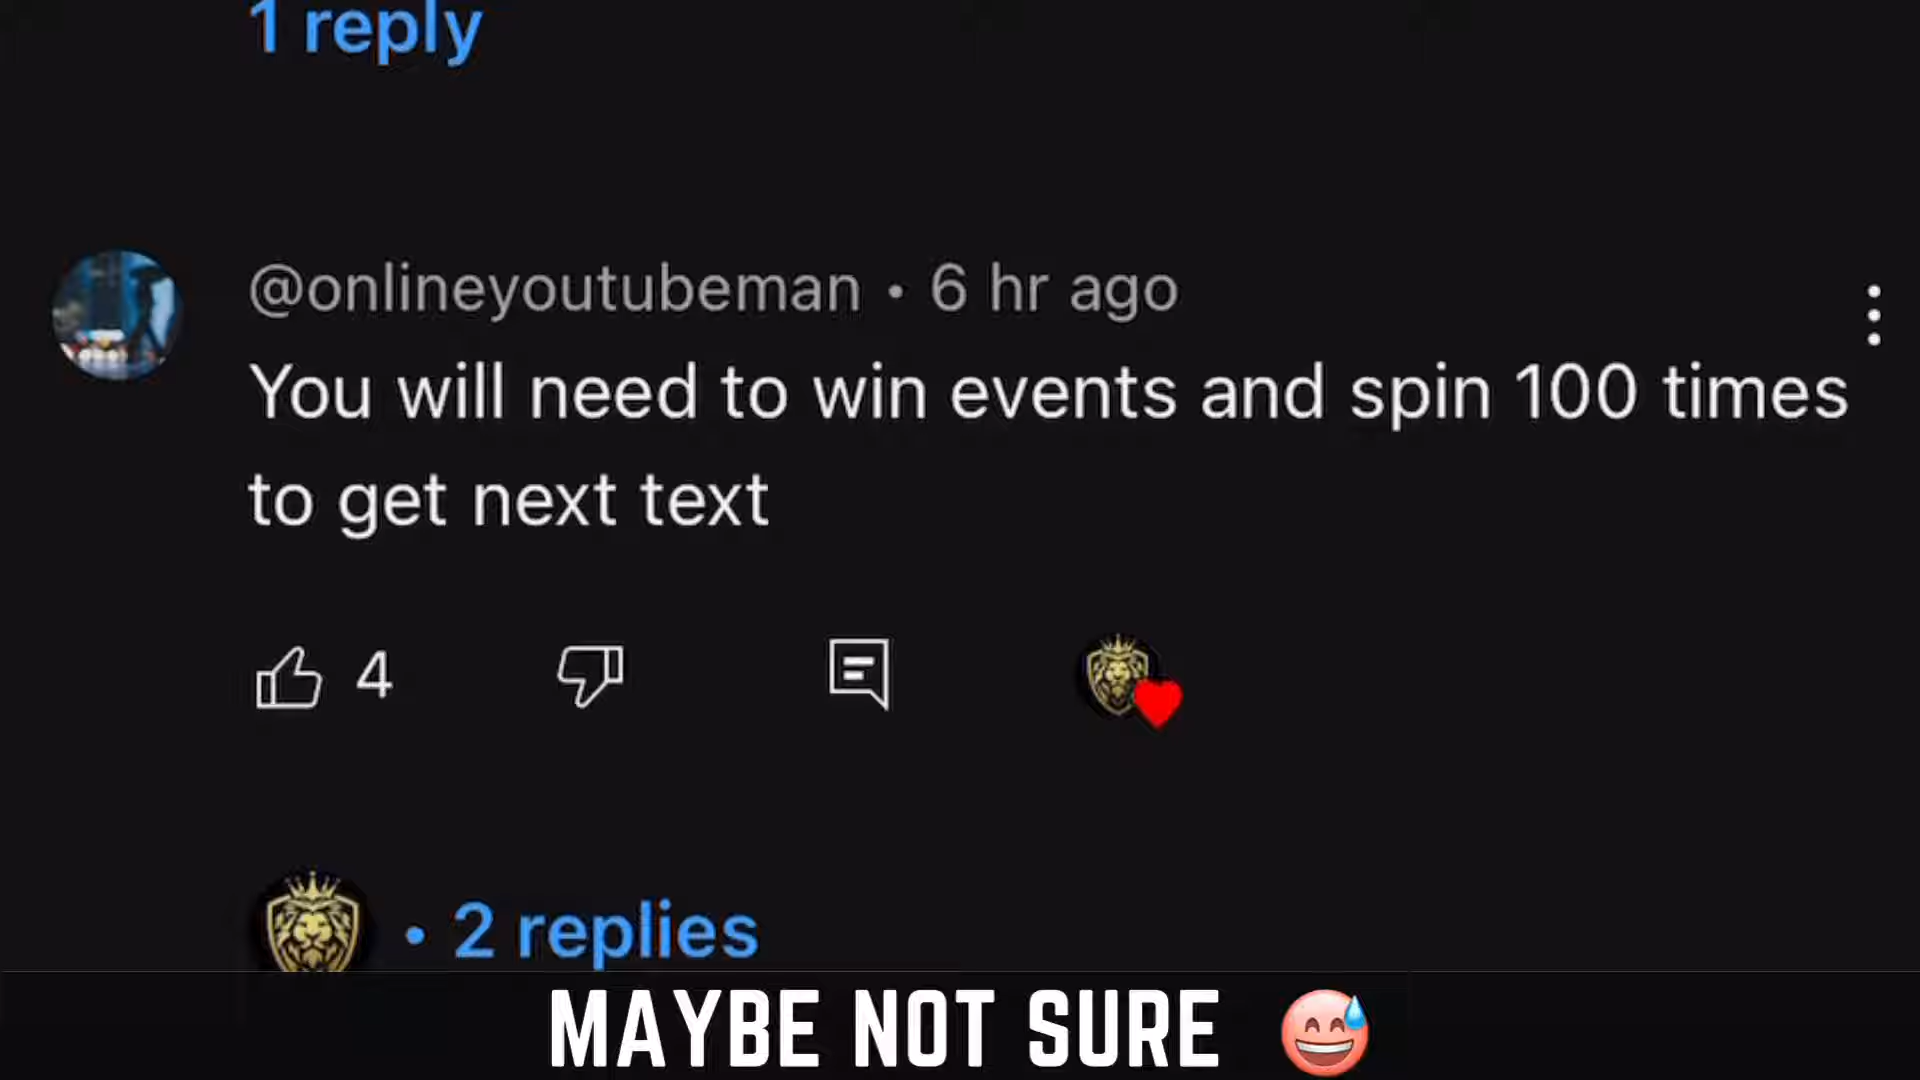 1 reply
@onlineyoutubeman • 6 hr ago
You will need to win events and spin 100 times
to get next text
4
• 2 replies
MAYBE NOT SURE 😅